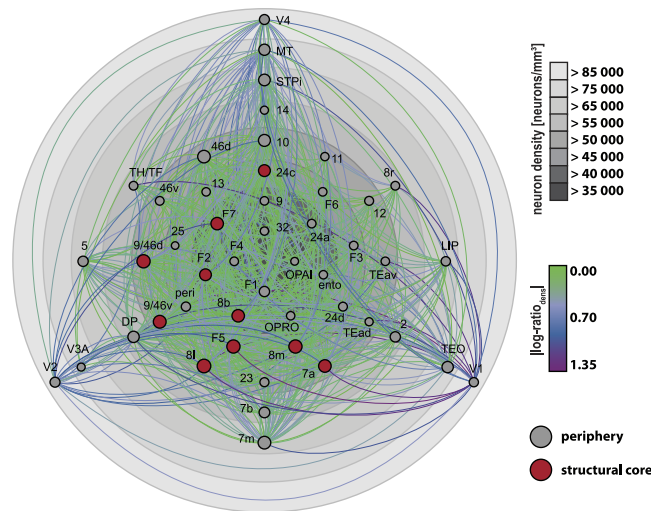 V4
MT
STPi
14
10
46d
11
TH/TF
24c
8r
46v
13
9
F6
12
F7
25
32
24a
5
9/46d
F2
F4
OPAI
ento
F3
TEav
LIP
peri
F1
9/46v
8b
OPRO
24d
DP
TEad
2
V3A
V2
F5
8l
8m
7a
TEO
V1
23
7b
7m
neuron density [neurons/mm³]
> 85 000
> 75 000
> 65 000
> 55 000
> 50 000
> 45 000
> 40 000
> 35 000
|log-ratiodens|
0.00
0.70
1.35
periphery
structural core